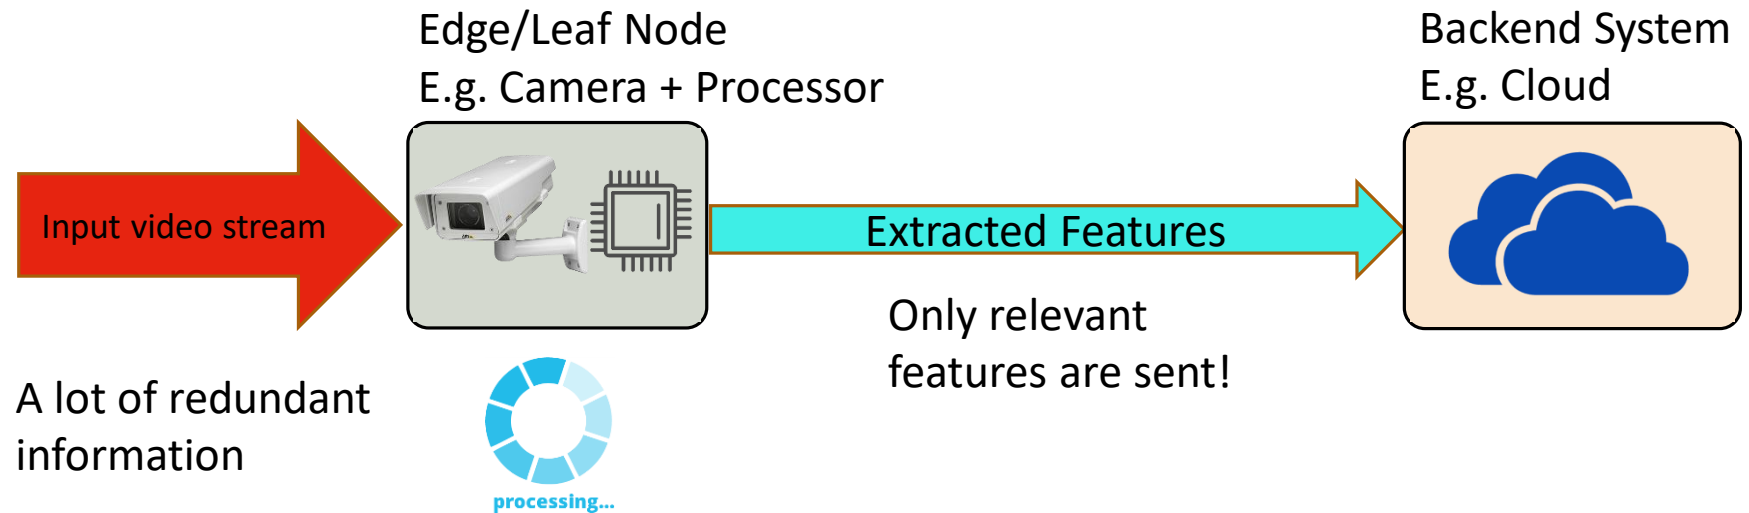 Edge/Leaf Node
E.g. Camera + Processor
Backend System
E.g. Cloud
Input video stream
Extracted Features
Only relevant
features are sent!
A lot of redundant
information
processing...